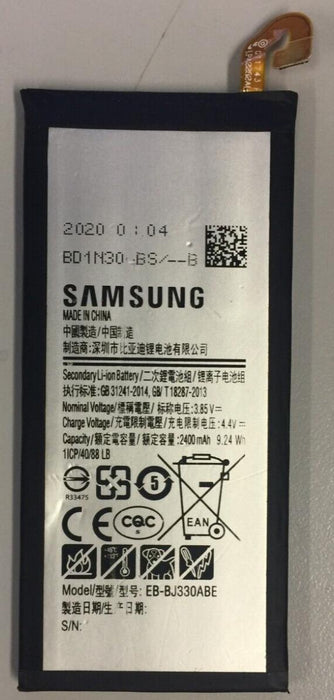 2020 01 04
BD1N30 -BS/--B
SAMSUNG
MADE IN CHINA
中國製造/中国制造
制造商:深圳市比亚迪锂电池有限公司
Secondary Li-ion Battery/二次鋰電池組/锂离子电池组
执行标准: GB 31241-2014, GB/T 18287-2013
Nominal Voltage/標稱電壓/标称电压: 3.85V⎓
Charge Voltage/充電限制電壓/充电限制电压: 4.4V⎓
Capacity/額定電容量/额定容量: 2400mAh 9.24 Wh
1ICP/40/88 LB
R33475
5
CE CQC EAN
Model/型號/型号: EB-BJ330ABE
製造日期/生产日期:
S/N: